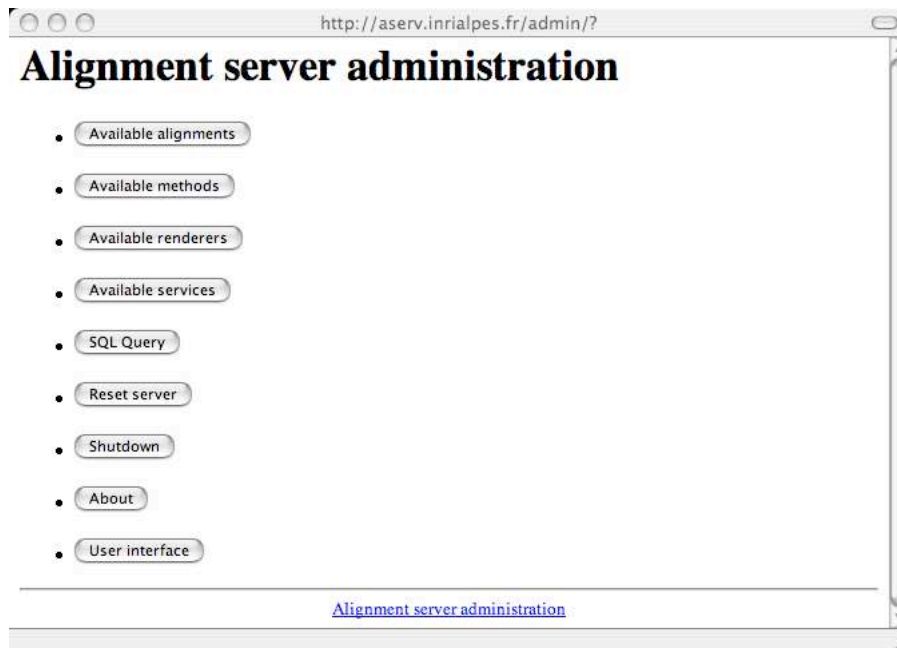 http://aserv.inrialpes.fr/admin/?
Alignment server administration
Available alignments
Available methods
Available renderers
Available services
SQL Query
Reset server
Shutdown
About
User interface
Alignment server administration